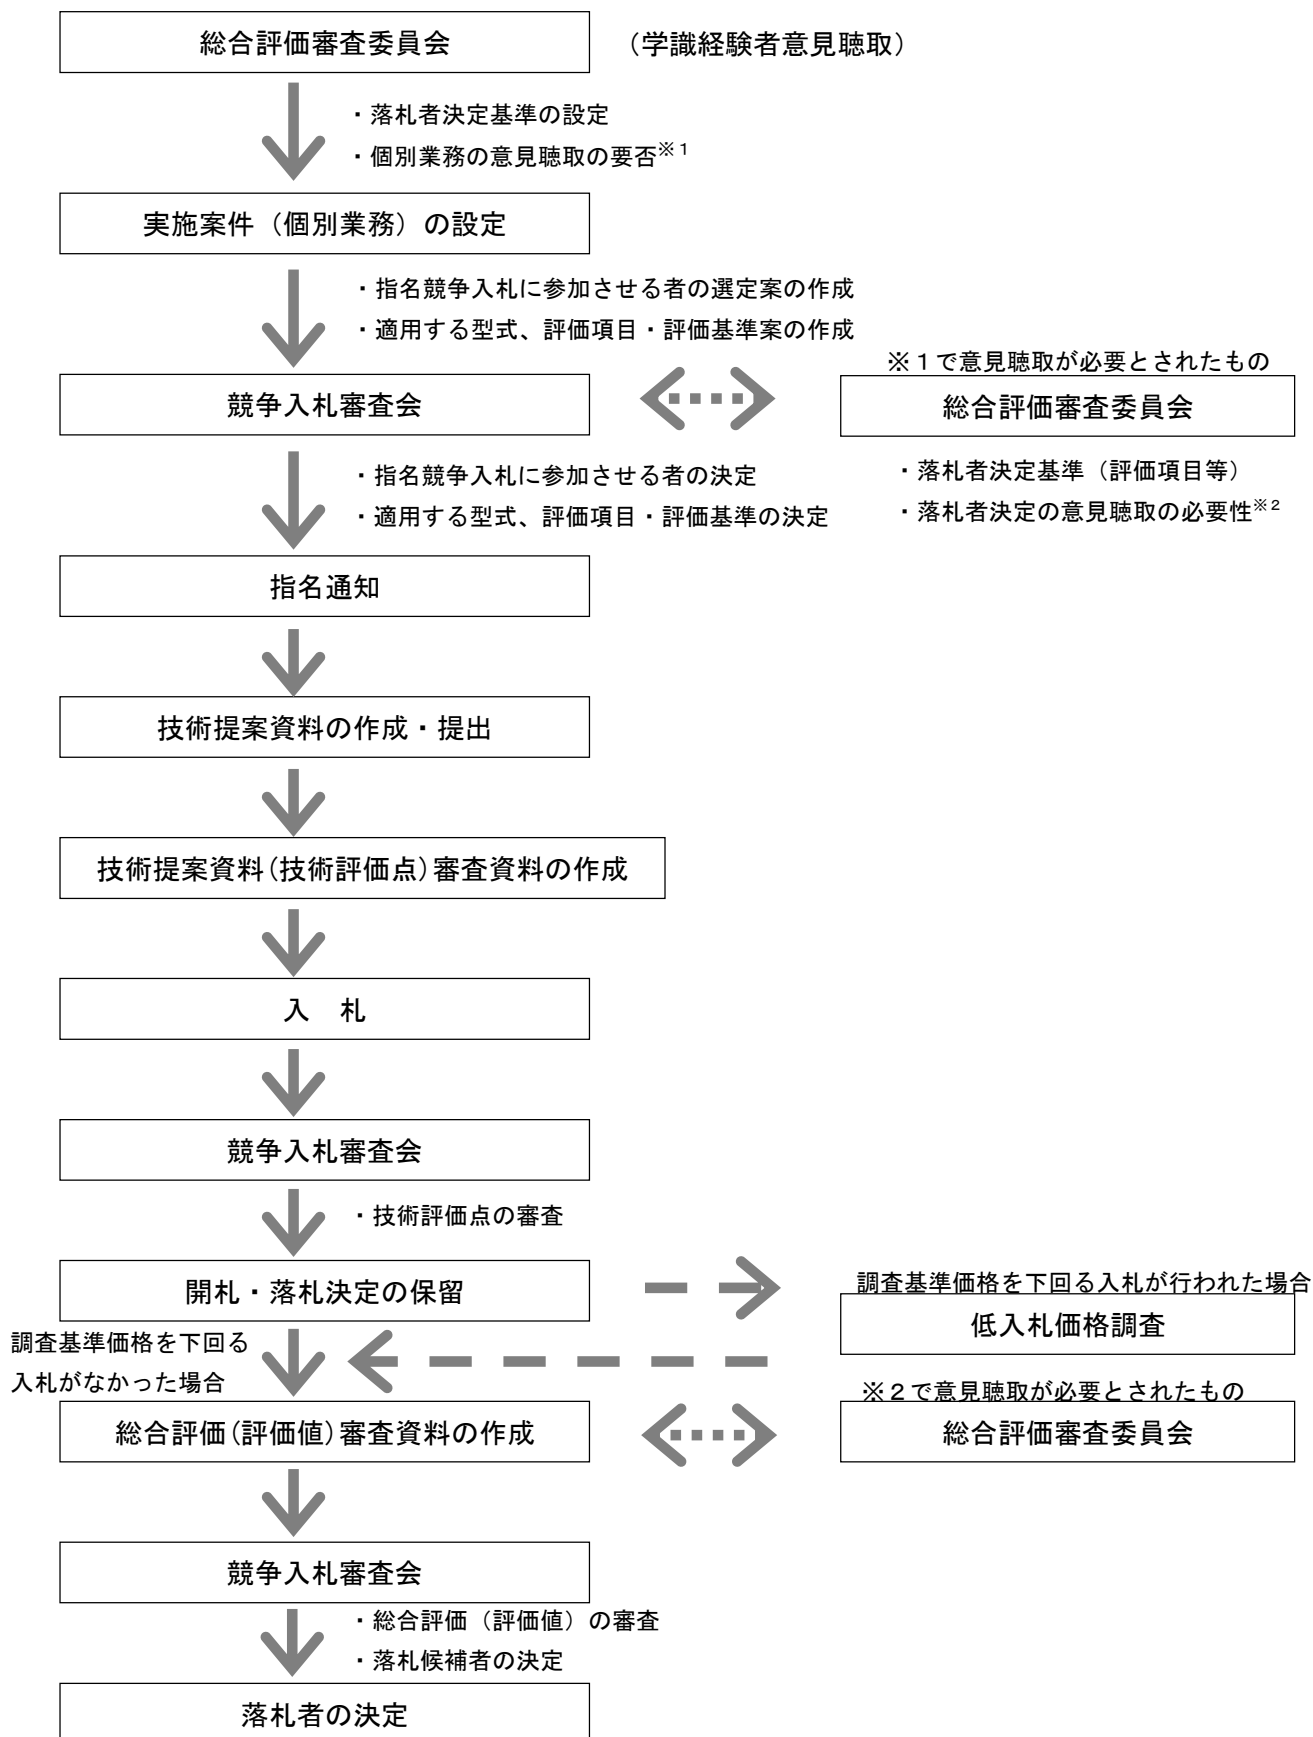 総合評価審査委員会
（学識経験者意見聴取）
・落札者決定基準の設定
・個別業務の意見聴取の要否※１
実施案件（個別業務）の設定
・指名競争入札に参加させる者の選定案の作成
・適用する型式、評価項目・評価基準案の作成
※１で意見聴取が必要とされたもの
競争入札審査会
総合評価審査委員会
・指名競争入札に参加させる者の決定
・適用する型式、評価項目・評価基準の決定
・落札者決定基準（評価項目等）
・落札者決定の意見聴取の必要性※２
指名通知
技術提案資料の作成・提出
技術提案資料(技術評価点)審査資料の作成
入　札
競争入札審査会
・技術評価点の審査
開札・落札決定の保留
調査基準価格を下回る入札が行われた場合
低入札価格調査
調査基準価格を下回る
入札がなかった場合
※２で意見聴取が必要とされたもの
総合評価(評価値)審査資料の作成
総合評価審査委員会
競争入札審査会
・総合評価（評価値）の審査
・落札候補者の決定
落札者の決定